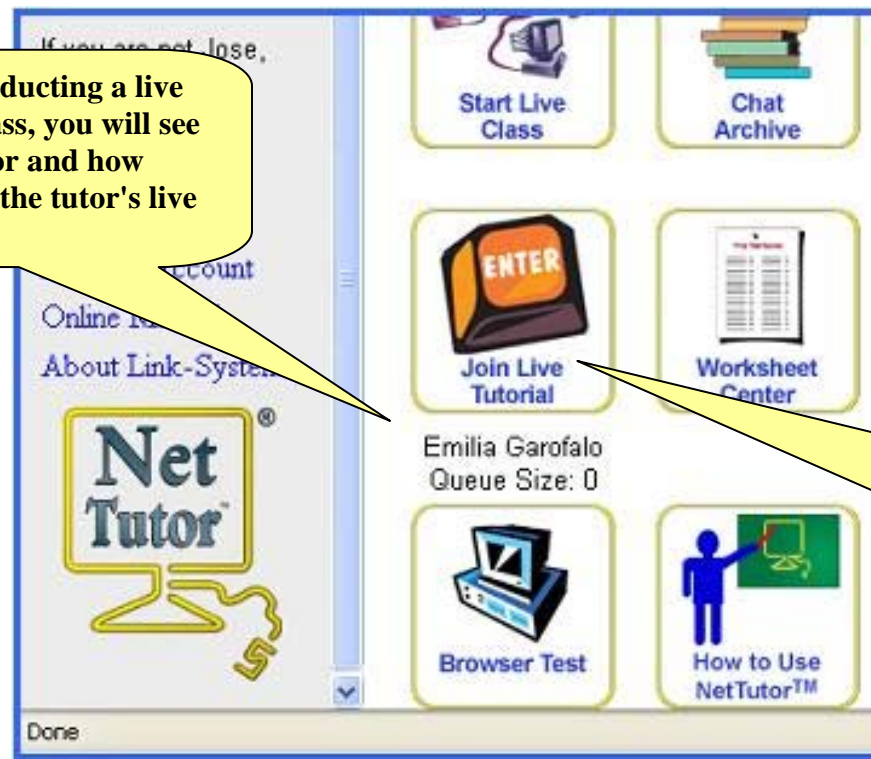 If you are not lose,
ducting a live
ass, you will see
or and how
the tutor's live
ccount
Online
About Link-System
Net
Tutor™
®
Start Live
Class
Chat
Archive
ENTER
Join Live
Tutorial
Worksheet
Center
Emilia Garofalo
Queue Size: 0
Browser Test
How to Use
NetTutor™
Done